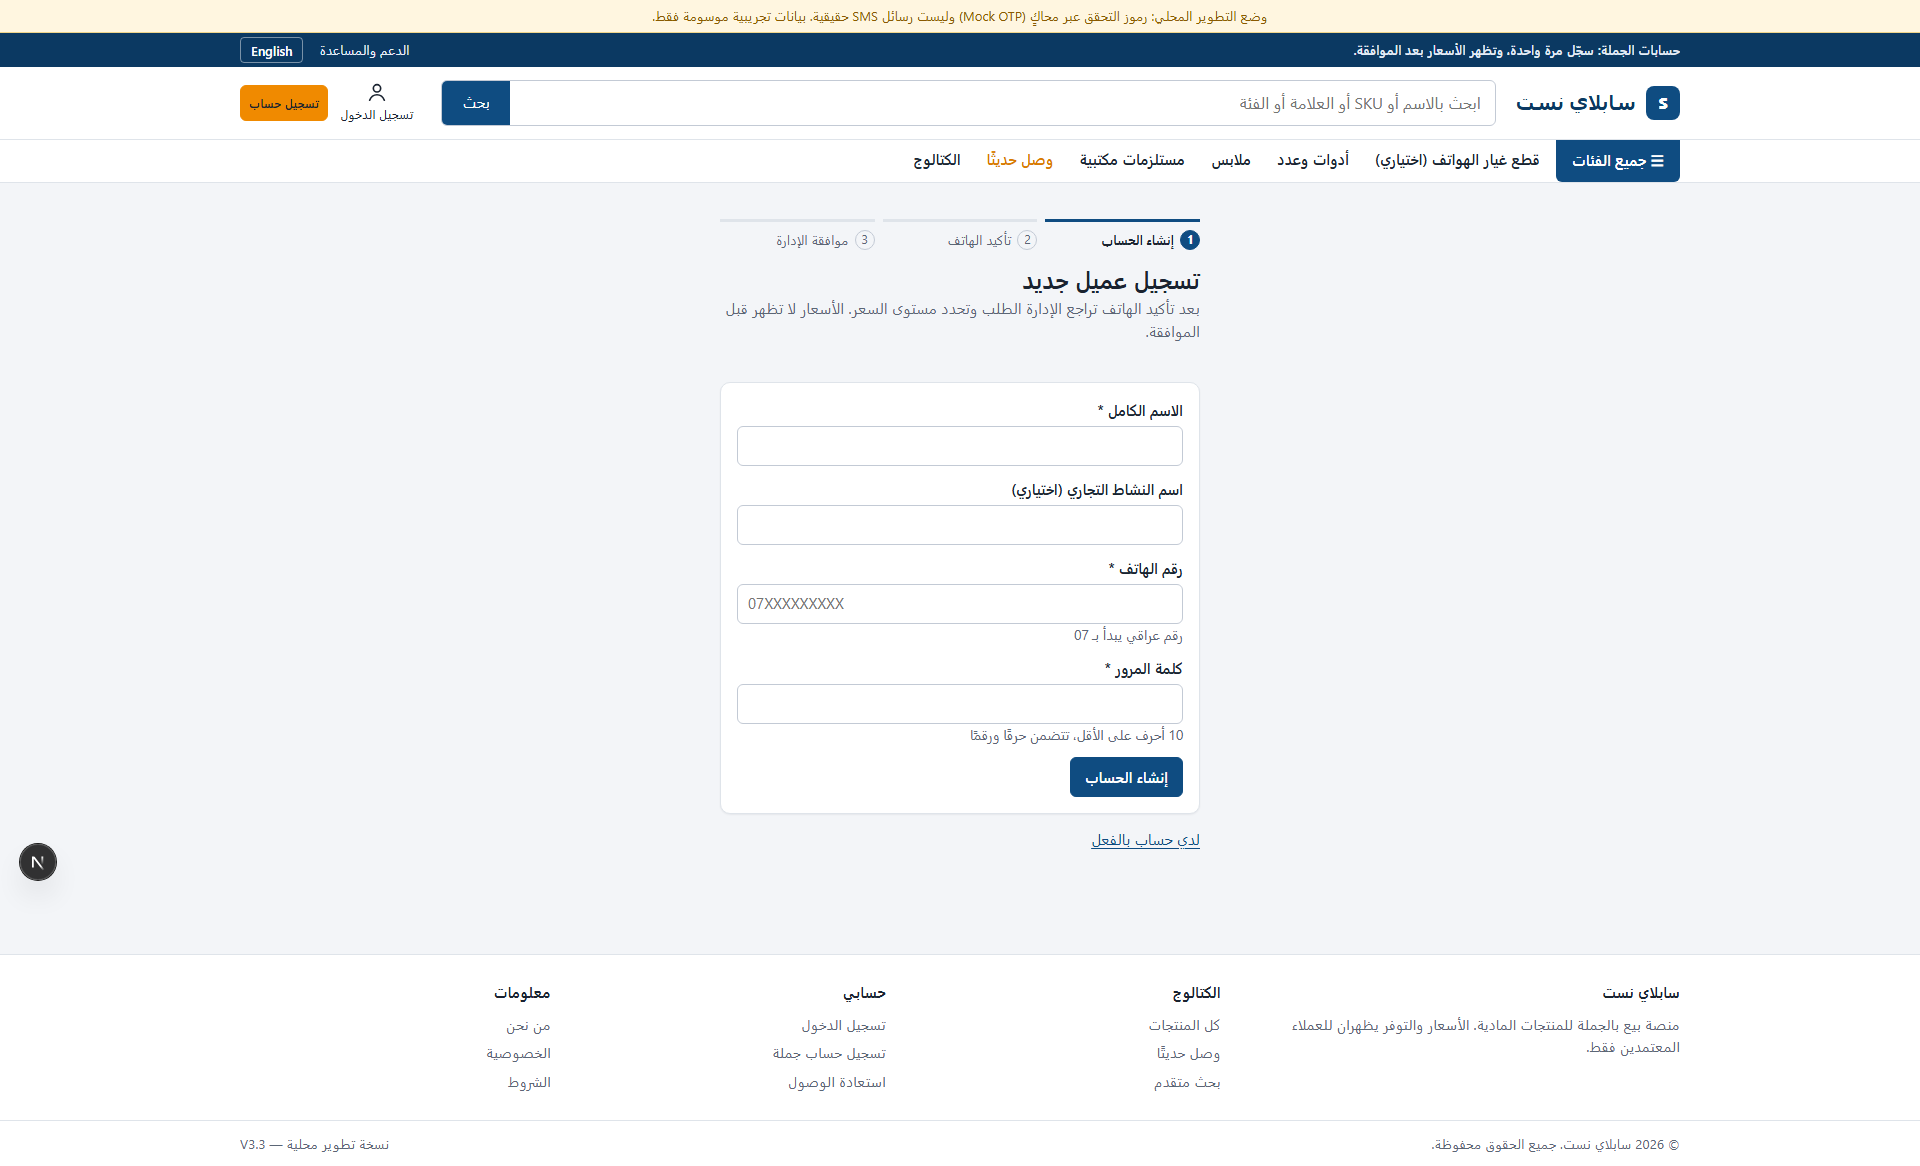 وضع التطوير المحلي: رموز التحقق عبر محاكٍ (Mock OTP) وليست رسائل SMS حقيقية. بيانات تجريبية موسومة فقط.
حسابات الجملة: سجّل مرة واحدة، وتظهر الأسعار بعد الموافقة.
الدعم والمساعدة
English
S
سابلاي نست
ابحث بالاسم أو SKU أو العلامة أو الفئة
بحث
تسجيل الدخول
تسجيل حساب
☰ جميع الفئات
قطع غيار الهواتف (اختياري)
أدوات وعدد
ملابس
مستلزمات مكتبية
وصل حديثًا
الكتالوج
1 إنشاء الحساب
2 تأكيد الهاتف
3 موافقة الإدارة
تسجيل عميل جديد
بعد تأكيد الهاتف تراجع الإدارة الطلب وتحدد مستوى السعر. الأسعار لا تظهر قبل
الموافقة.
الاسم الكامل *
اسم النشاط التجاري (اختياري)
رقم الهاتف *
07XXXXXXXXX
رقم عراقي يبدأ بـ 07
كلمة المرور *
10 أحرف على الأقل، تتضمن حرفًا ورقمًا
إنشاء الحساب
لدي حساب بالفعل
N
سابلاي نست
منصة بيع بالجملة للمنتجات المادية. الأسعار والتوفر يظهران للعملاء
المعتمدين فقط.
الكتالوج
كل المنتجات
وصل حديثًا
بحث متقدم
حسابي
تسجيل الدخول
تسجيل حساب جملة
استعادة الوصول
معلومات
من نحن
الخصوصية
الشروط
© 2026 سابلاي نست. جميع الحقوق محفوظة.
نسخة تطوير محلية — V3.3